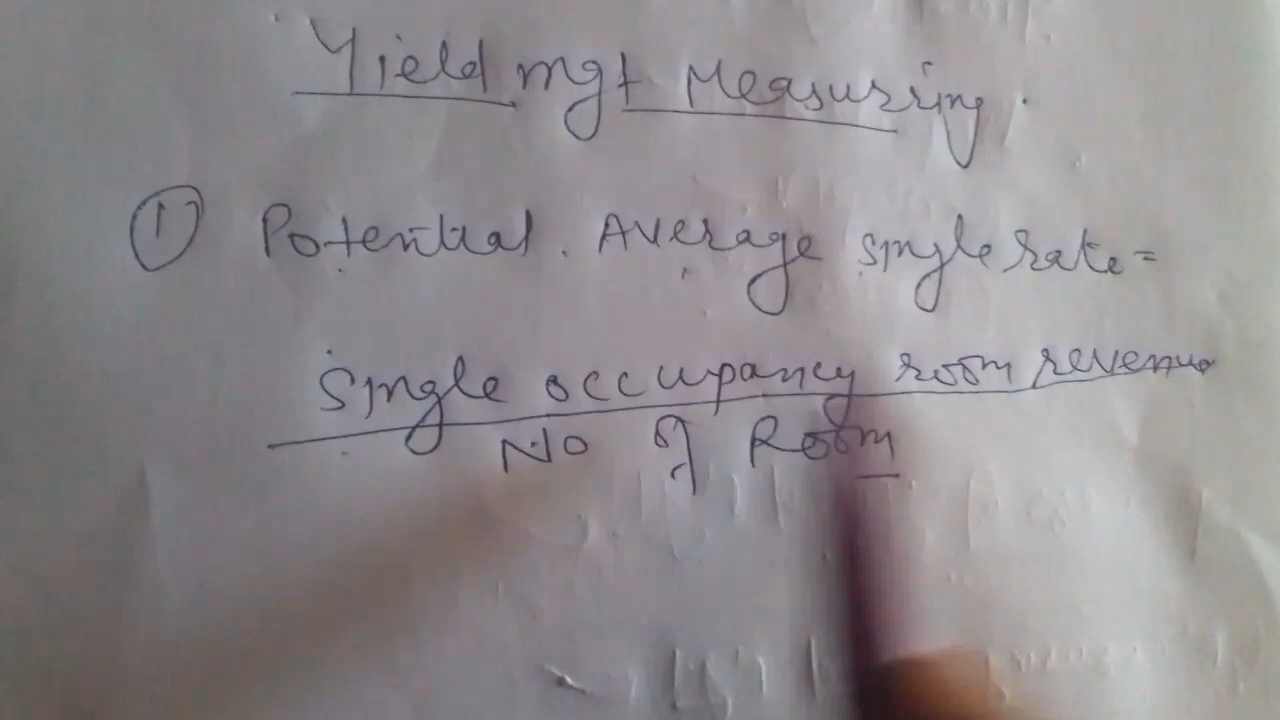 Yield mgt Measuring.
① Potential. Average single rate =
Single occupancy room revenue
No of Room